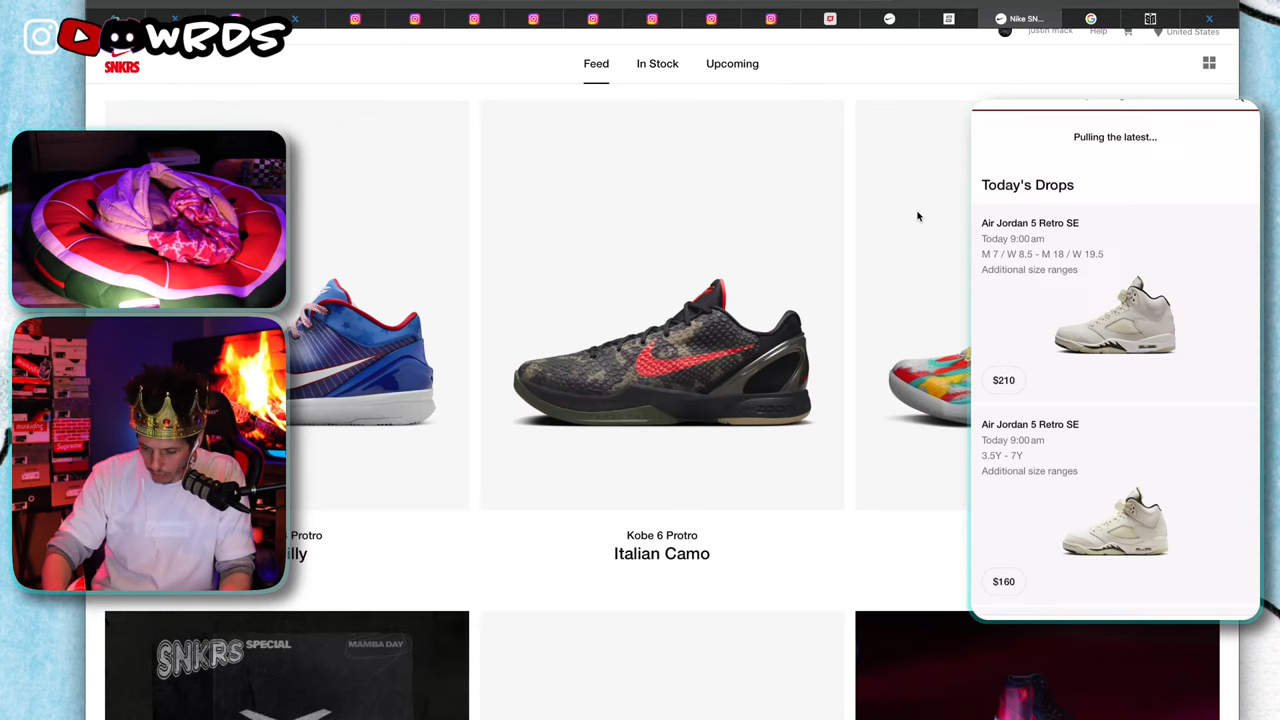 WRDS
Nike SN...
justin mack
Help
United States
SNKRS
Feed
In Stock
Upcoming
Pulling the latest...
Today's Drops
Air Jordan 5 Retro SE
Today 9:00 am
M 7 / W 8.5 - M 18 / W 19.5
Additional size ranges
$210
Air Jordan 5 Retro SE
Today 9:00 am
3.5Y - 7Y
Additional size ranges
$160
Protro
illy
Kobe 6 Protro
Italian Camo
SNKRS SPECIAL
MAMBA DAY
Supreme